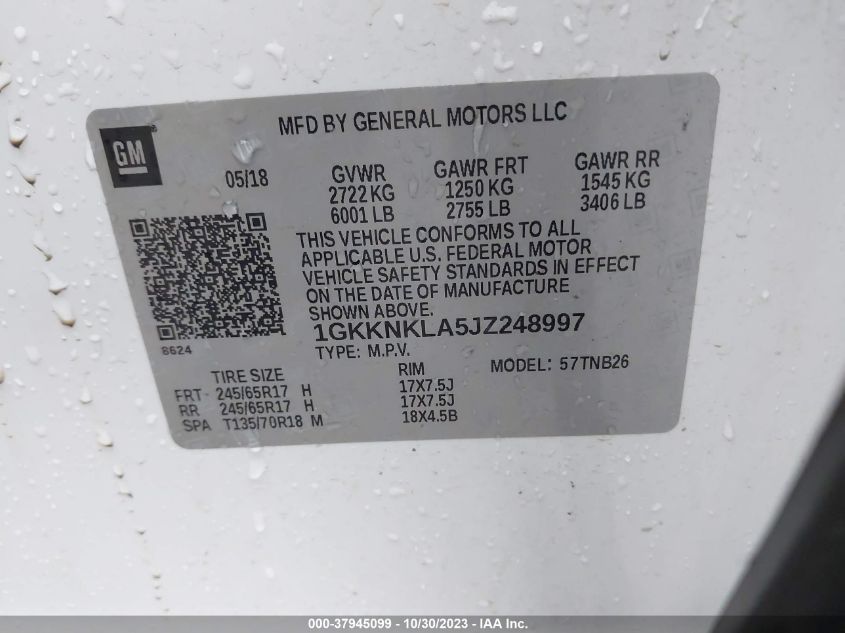 MFD BY GENERAL MOTORS LLC
GM
05/18
GVWR GAWR FRT GAWR RR
2722 KG 1250 KG 1545 KG
6001 LB 2755 LB 3406 LB
THIS VEHICLE CONFORMS TO ALL
APPLICABLE U.S. FEDERAL MOTOR
VEHICLE SAFETY STANDARDS IN EFFECT
ON THE DATE OF MANUFACTURE
SHOWN ABOVE.
1GKKNKLA5JZ248997
8624
TYPE: M.P.V. MODEL: 57TNB26
TIRE SIZE RIM
FRT- 245/65R17 H 17X7.5J
RR 245/65R17 H 17X7.5J
SPA T135/70R18 M 18X4.5B
000-37945099 - 10/30/2023 - IAA Inc.